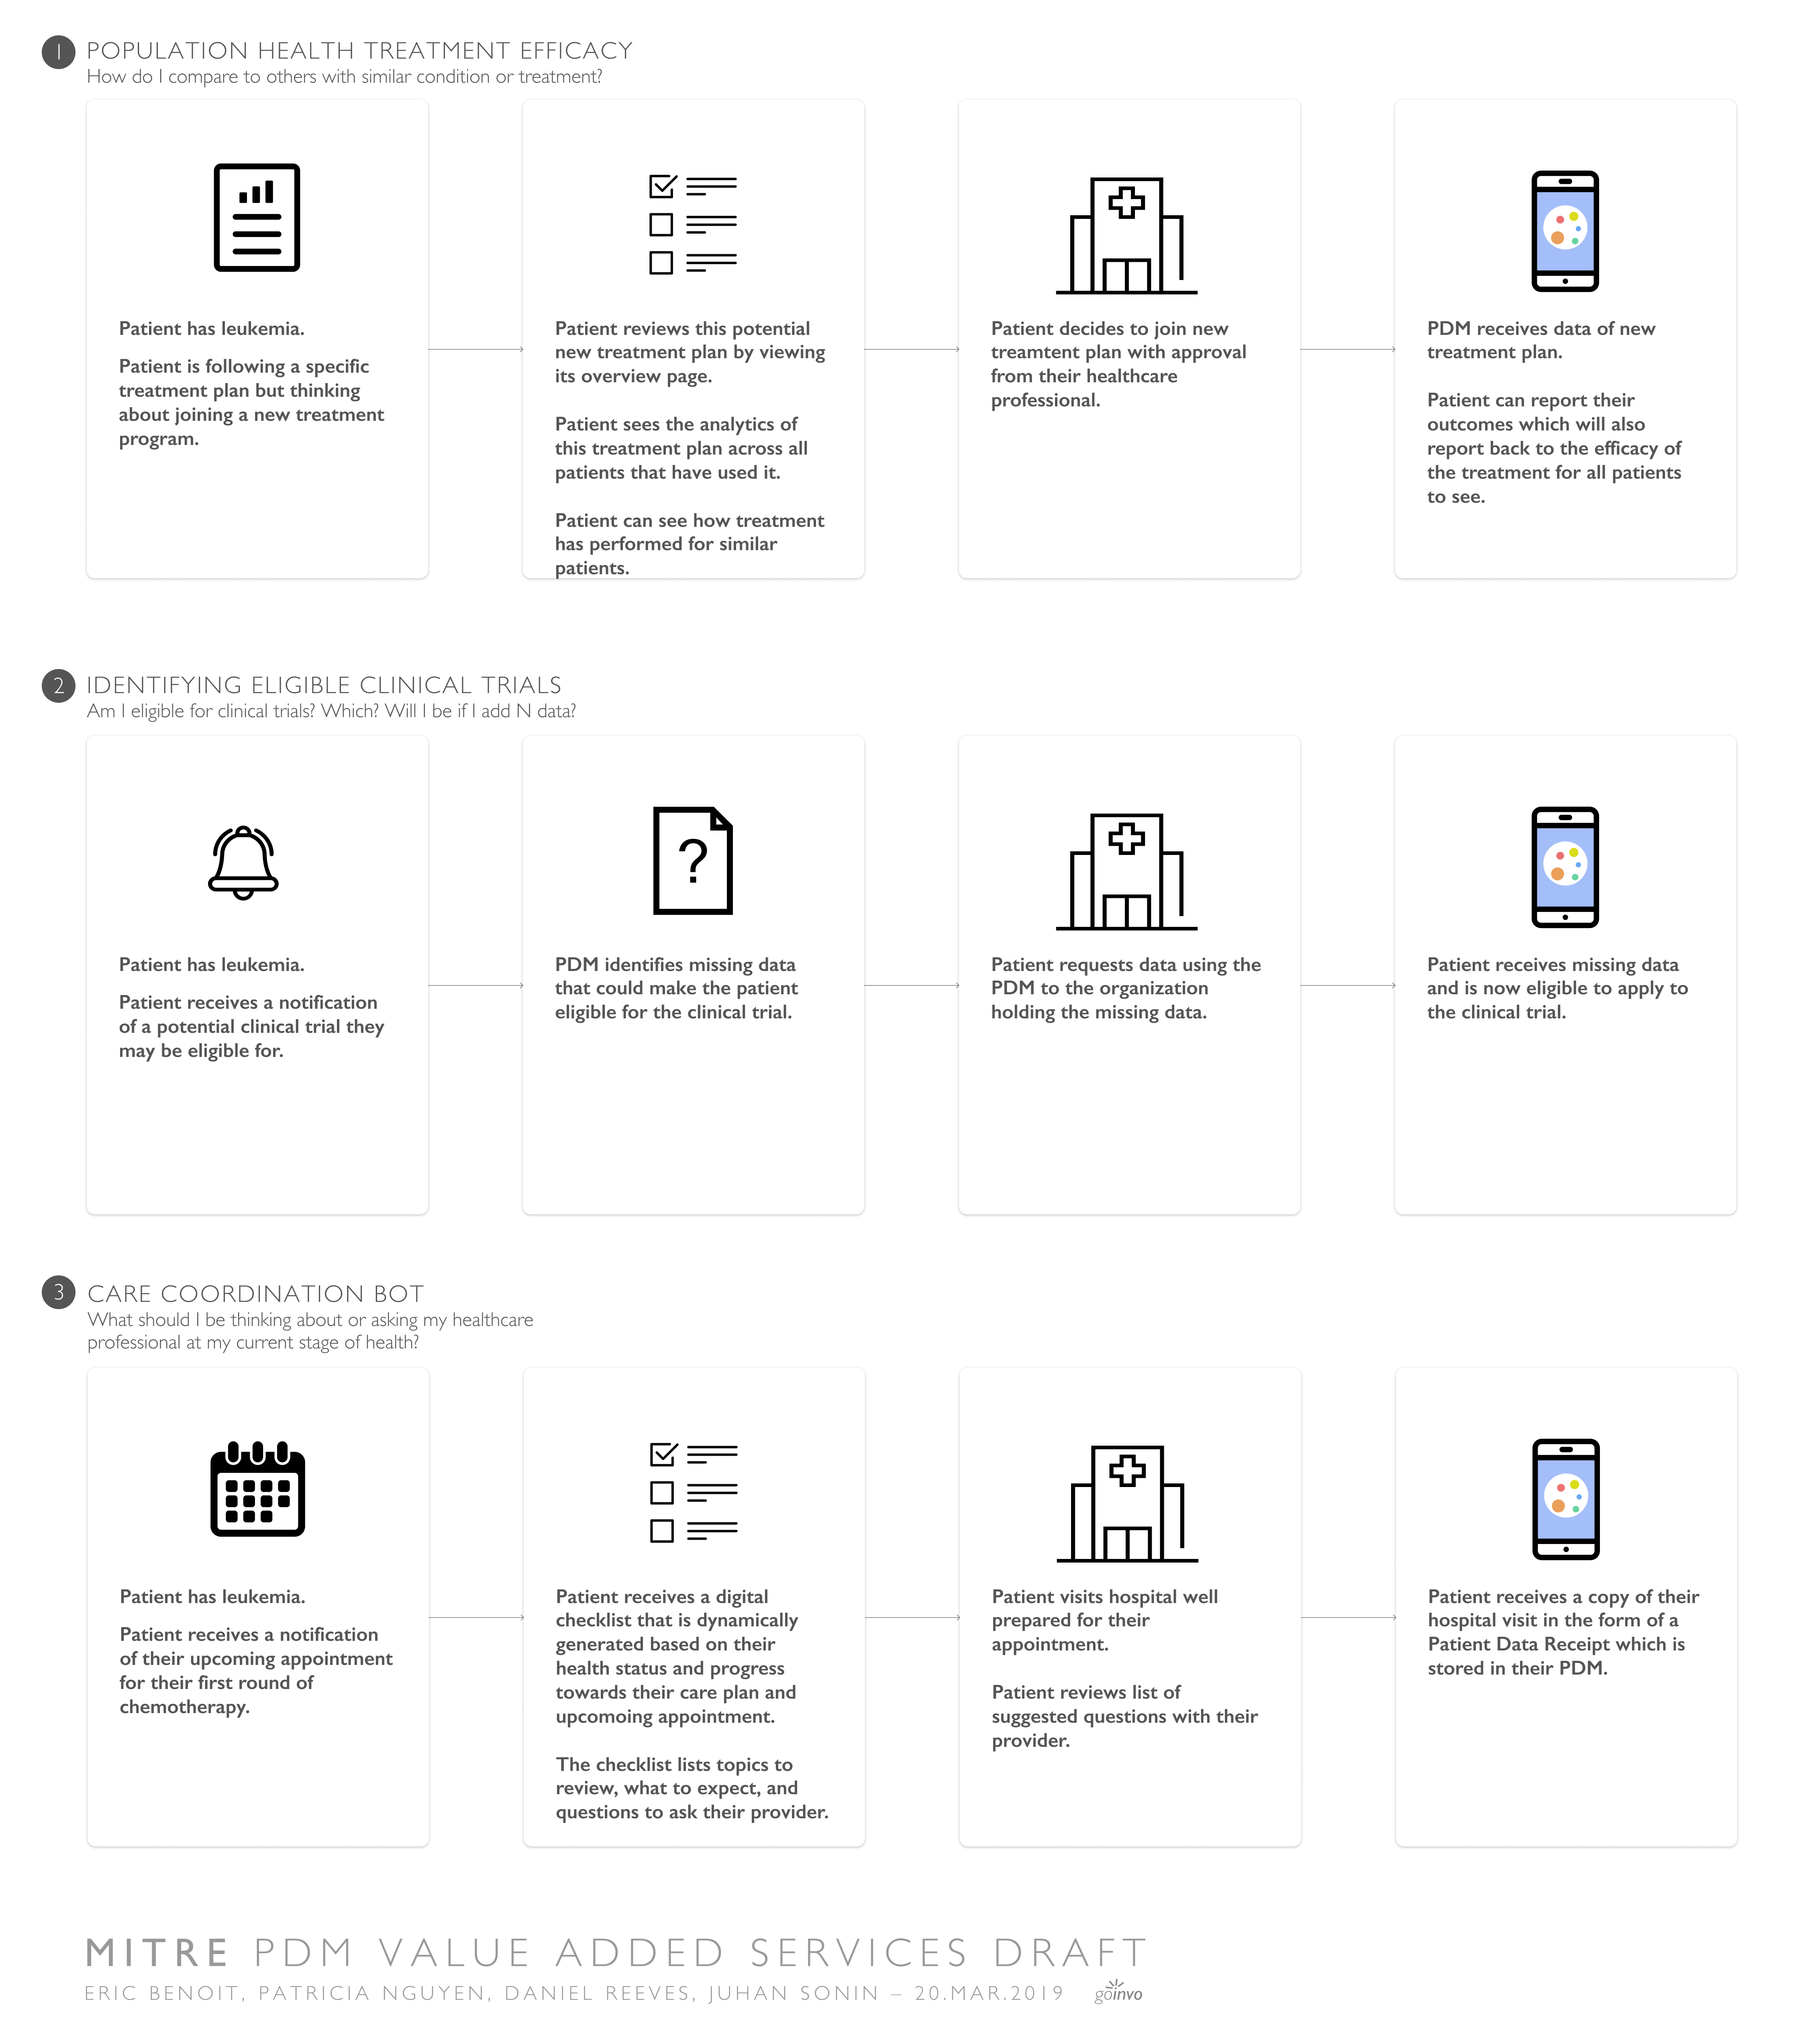 1 POPULATION HEALTH TREATMENT EFFICACY
How do I compare to others with similar condition or treatment?
Patient has leukemia.
Patient is following a specific
treatment plan but thinking
about joining a new treatment
program.
Patient reviews this potential
new treatment plan by viewing
its overview page.
Patient sees the analytics of
this treatment plan across all
patients that have used it.
Patient can see how treatment
has performed for similar
patients.
Patient decides to join new
treamtent plan with approval
from their healthcare
professional.
PDM receives data of new
treatment plan.
Patient can report their
outcomes which will also
report back to the efficacy of
the treatment for all patients
to see.
2 IDENTIFYING ELIGIBLE CLINICAL TRIALS
Am I eligible for clinical trials? Which? Will I be if I add N data?
?
Patient has leukemia.
Patient receives a notification
of a potential clinical trial they
may be eligible for.
PDM identifies missing data
that could make the patient
eligible for the clinical trial.
Patient requests data using the
PDM to the organization
holding the missing data.
Patient receives missing data
and is now eligible to apply to
the clinical trial.
3 CARE COORDINATION BOT
What should I be thinking about or asking my healthcare
professional at my current stage of health?
Patient has leukemia.
Patient receives a notification
of their upcoming appointment
for their first round of
chemotherapy.
Patient receives a digital
checklist that is dynamically
generated based on their
health status and progress
towards their care plan and
upcomoing appointment.
The checklist lists topics to
review, what to expect, and
questions to ask their provider.
Patient visits hospital well
prepared for their
appointment.
Patient reviews list of
suggested questions with their
provider.
Patient receives a copy of their
hospital visit in the form of a
Patient Data Receipt which is
stored in their PDM.
MITRE PDM VALUE ADDED SERVICES DRAFT
ERIC BENOIT, PATRICIA NGUYEN, DANIEL REEVES, JUHAN SONIN – 20.MAR.2019 goinvo